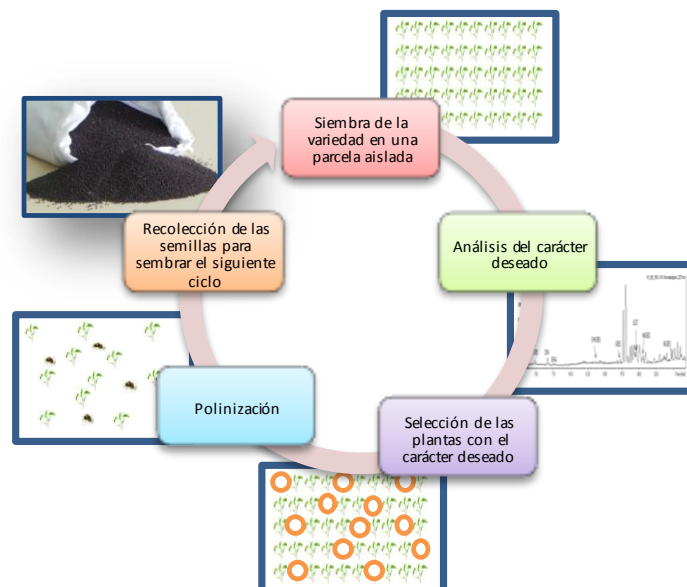 Siembra de la
variedad en una
parcela aislada
Análisis del carácter
deseado
Selección de las
plantas con el
carácter deseado
Polinización
Recolección de las
semillas para
sembrar el siguiente
ciclo